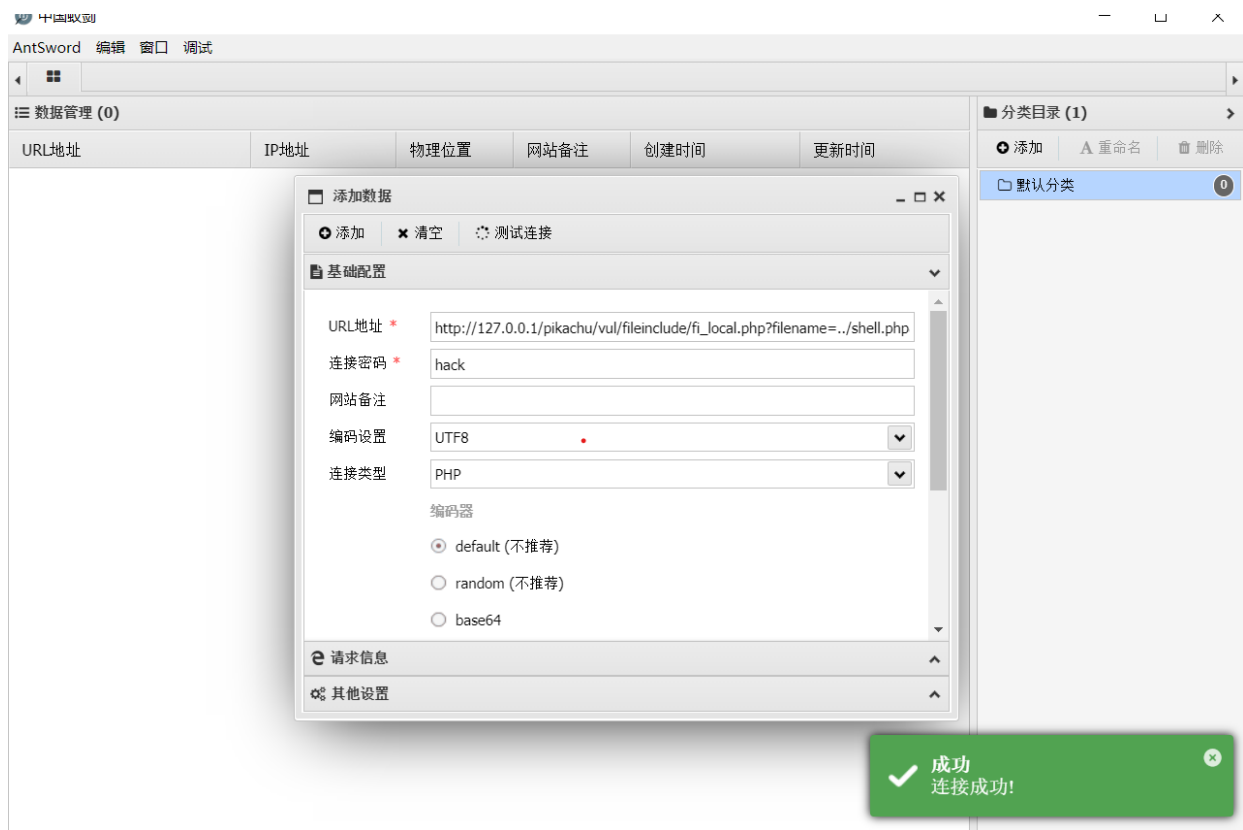 中国蚁剑
AntSword 编辑 窗口 调试
数据管理 (0)
分类目录 (1)
URL地址 IP地址 物理位置 网站备注 创建时间 更新时间
添加 重命名 删除
默认分类 0
添加数据
添加 清空 测试连接
基础配置
URL地址 * http://127.0.0.1/pikachu/vul/fileinclude/fi_local.php?filename=../shell.php
连接密码 * hack
网站备注
编码设置 UTF8
连接类型 PHP
编码器
default (不推荐)
random (不推荐)
base64
请求信息
其他设置
成功
连接成功!